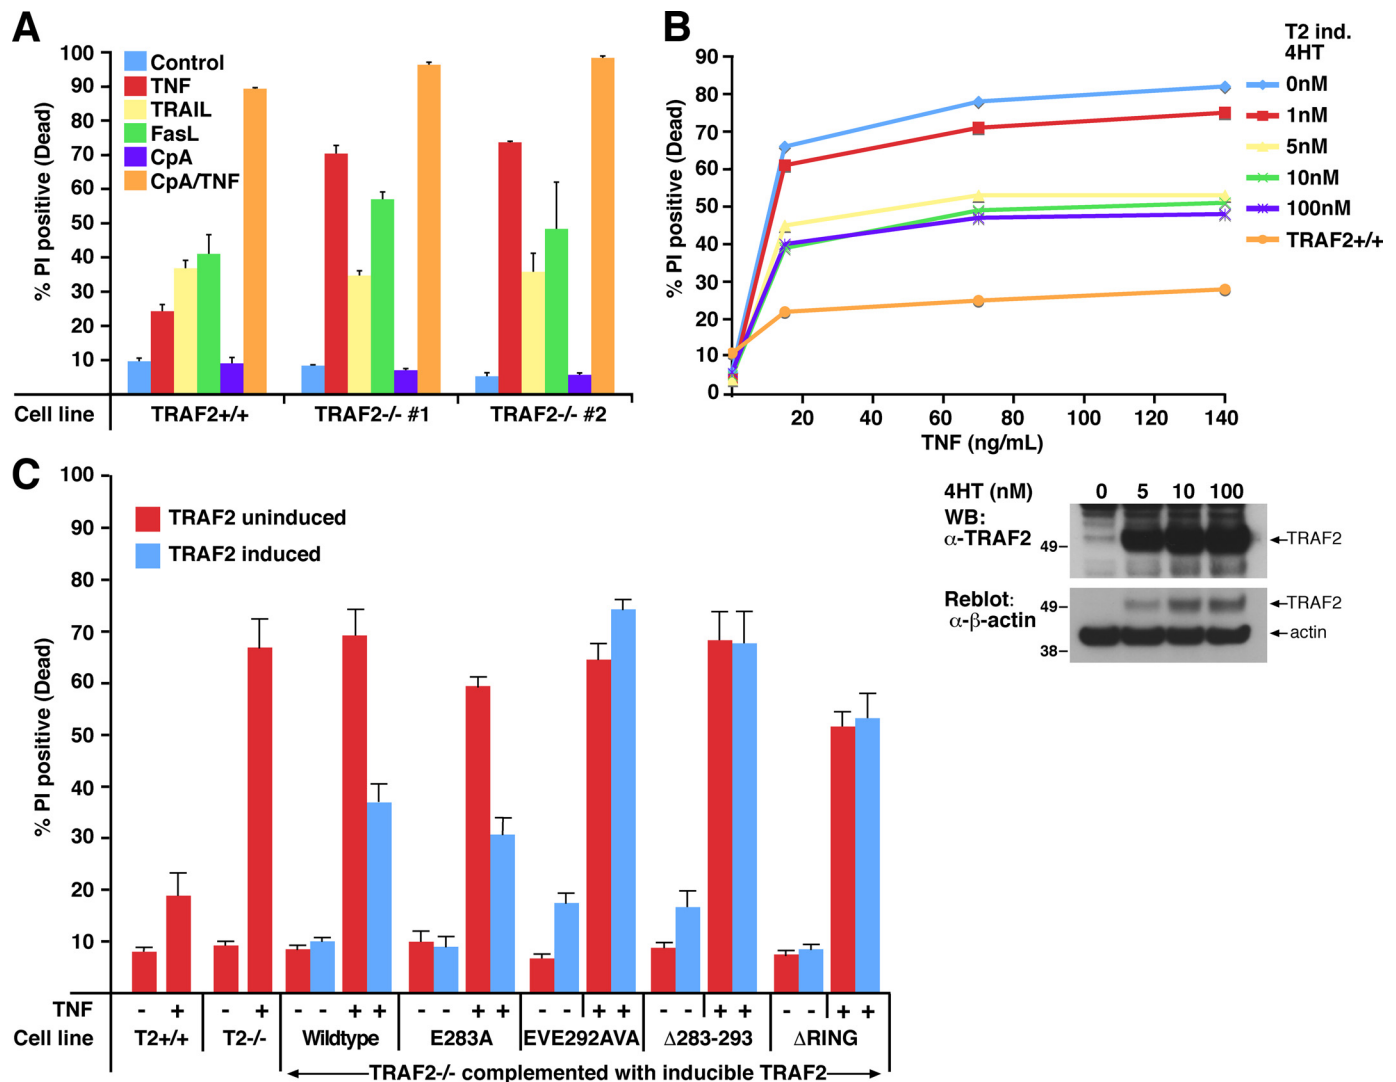 A
% PI positive (Dead)
100
90
80
70
60
50
40
30
20
10
Control
TNF
TRAIL
FasL
CpA
CpA/TNF
Cell line TRAF2+/+ TRAF2-/- #1 TRAF2-/- #2
B
% PI positive (Dead)
90
80
70
60
50
40
30
20
10
0
20 40 60 80 100 120 140
TNF (ng/mL)
T2 ind.
4HT
0nM
1nM
5nM
10nM
100nM
TRAF2+/+
4HT (nM) 0 5 10 100
WB:
α-TRAF2
49
TRAF2
Reblot:
α-β-actin
49
38
TRAF2
actin
C
% PI positive (Dead)
100
90
80
70
60
50
40
30
20
10
TRAF2 uninduced
TRAF2 induced
TNF - + - + - - + + - - + + - - + + - - + + - - + +
Cell line T2+/+ T2-/- Wildtype E283A EVE292AVA Δ283-293 ΔRING
TRAF2-/- complemented with inducible TRAF2